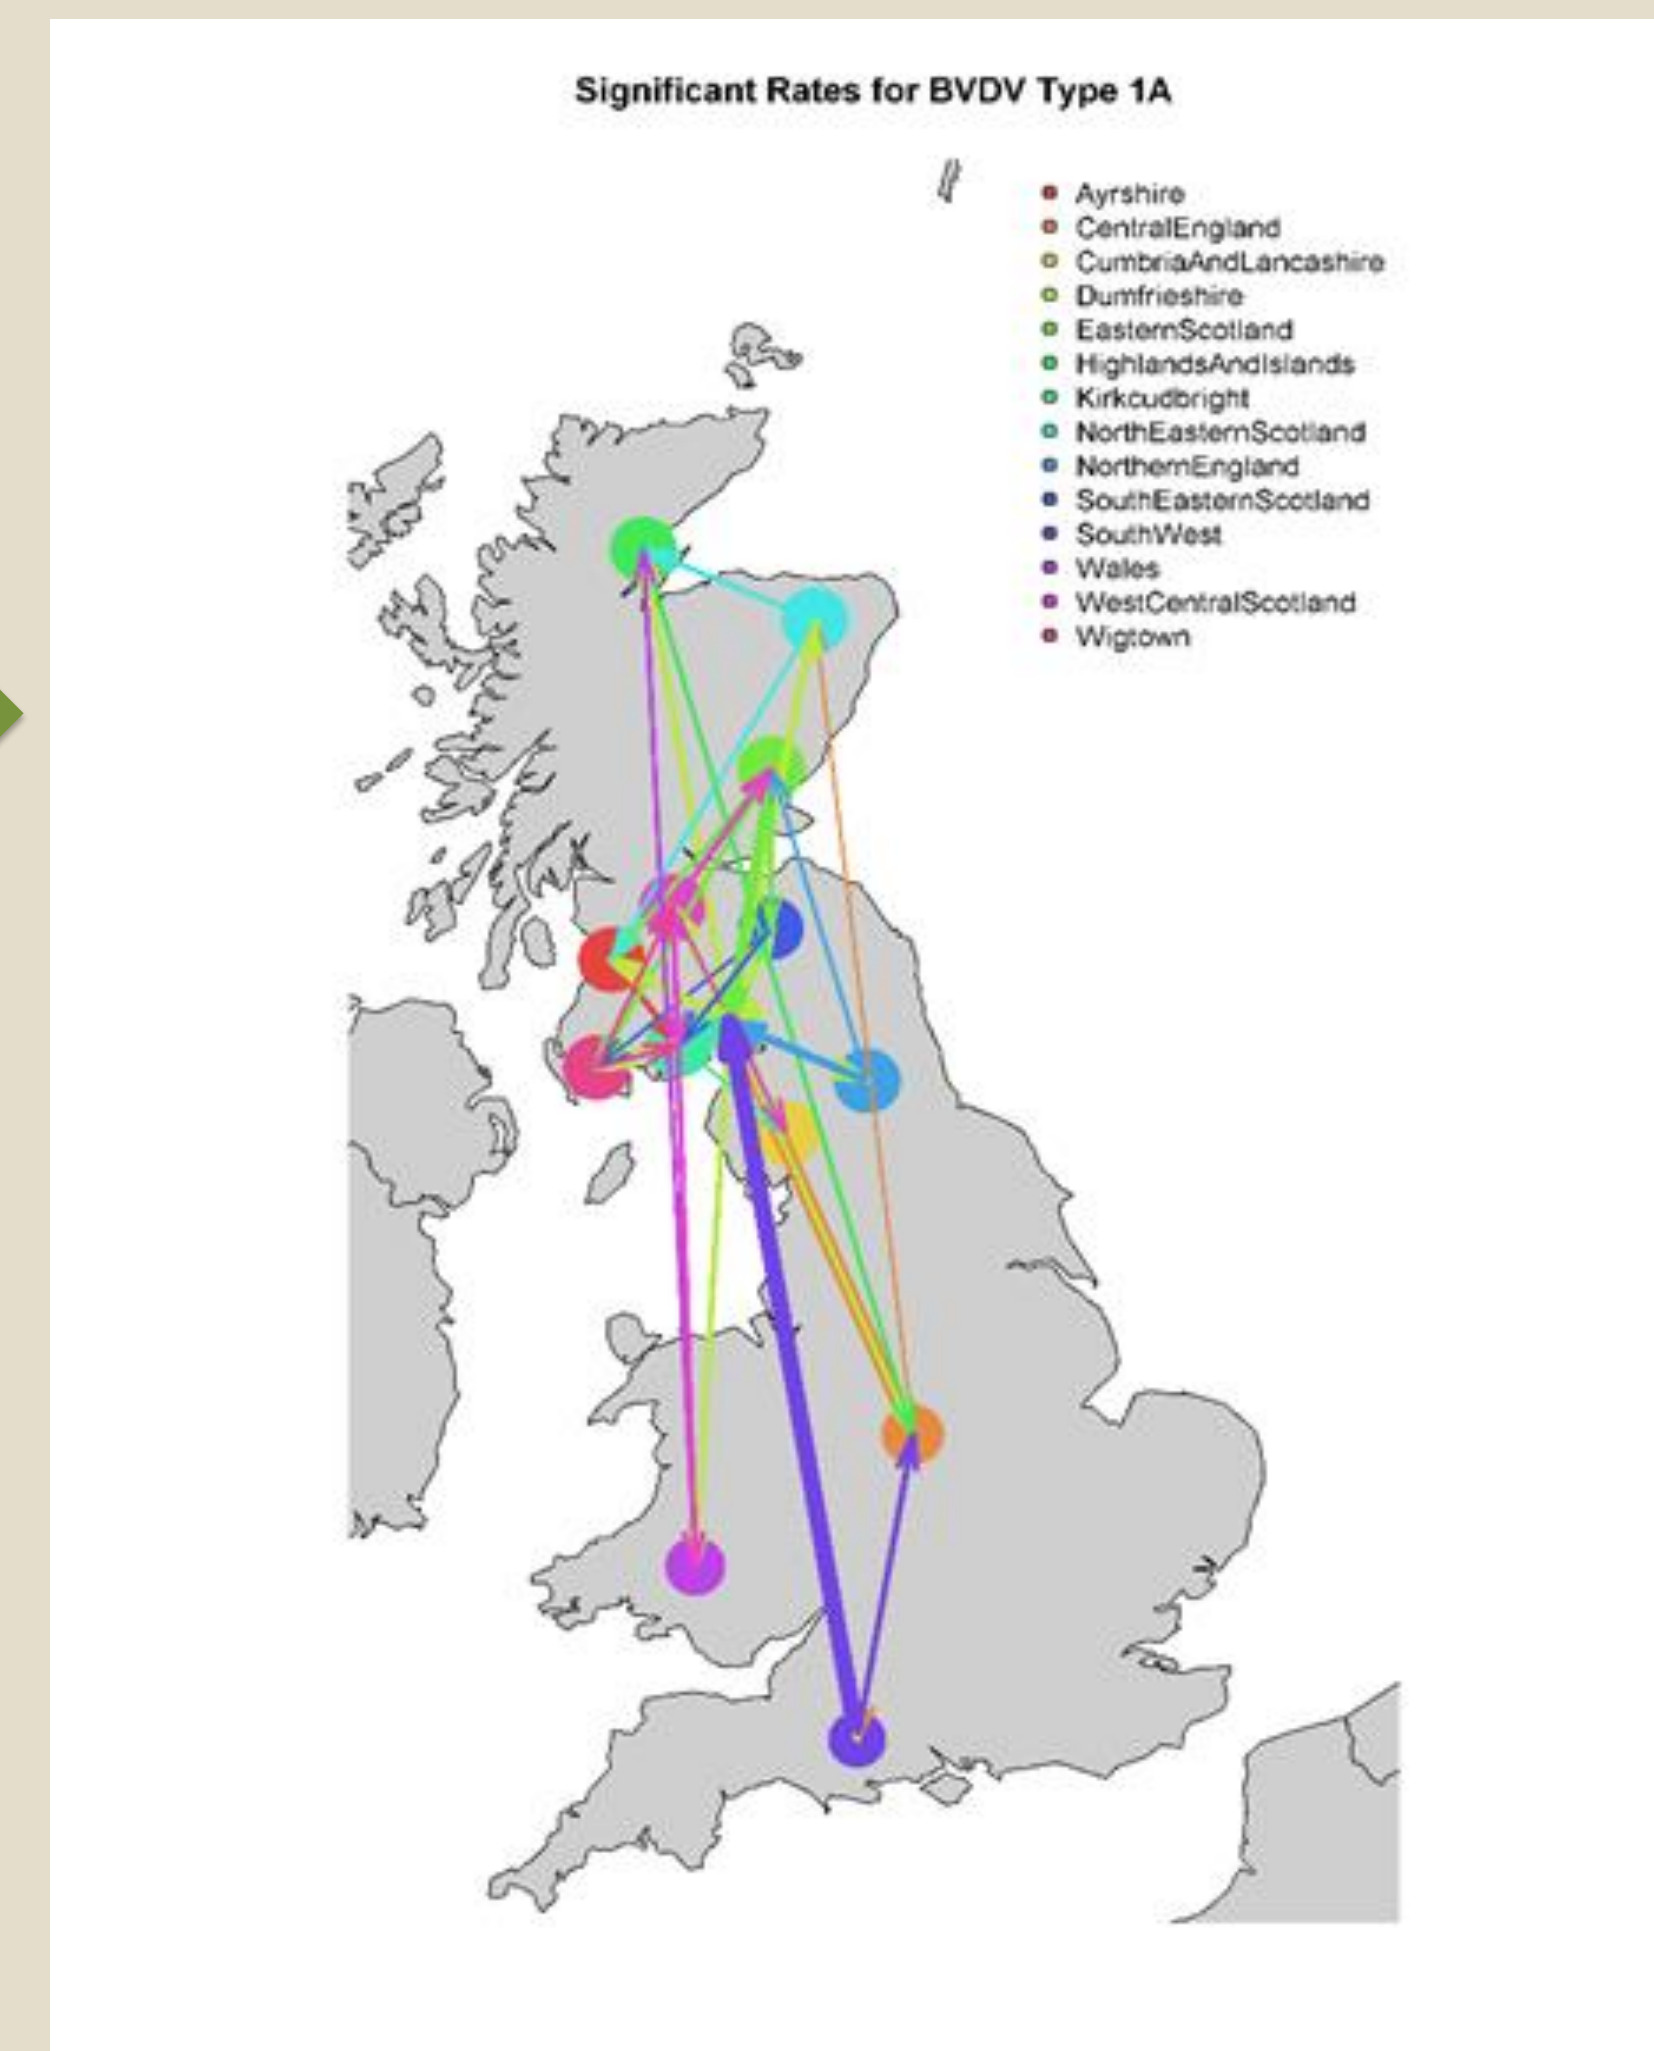 Significant Rates for BVDV Type 1A
Ayrshire
CentralEngland
CumbriaAndLancashire
Dumfrieshire
EasternScotland
HighlandsAndIslands
Kirkcudbright
NorthEasternScotland
NorthernEngland
SouthEasternScotland
SouthWest
Wales
WestCentralScotland
Wigtown